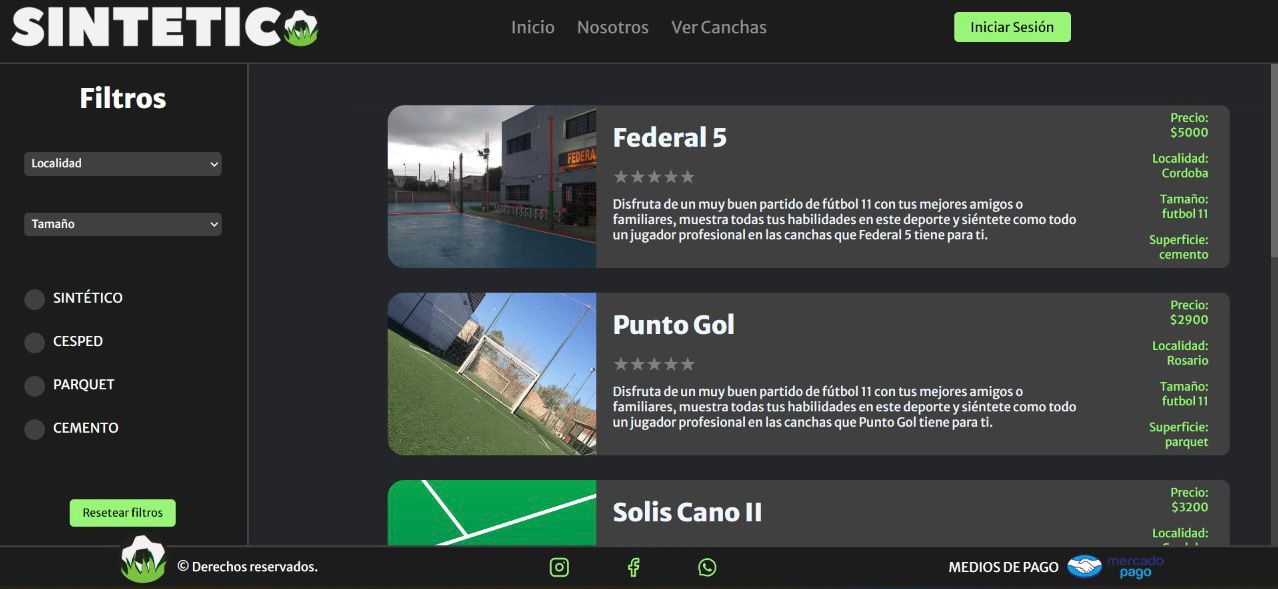 SINTETICO
Inicio
Nosotros
Ver Canchas
Iniciar Sesión
Filtros
Localidad
Tamaño
SINTÉTICO
CESPED
PARQUET
CEMENTO
Resetear filtros
FEDERA
Federal 5
Disfruta de un muy buen partido de fútbol 11 con tus mejores amigos o
familiares, muestra todas tus habilidades en este deporte y siéntete como todo
un jugador profesional en las canchas que Federal 5 tiene para ti.
Precio:
$5000
Localidad:
Cordoba
Tamaño:
futbol 11
Superficie:
cemento
Punto Gol
Disfruta de un muy buen partido de fútbol 11 con tus mejores amigos o
familiares, muestra todas tus habilidades en este deporte y siéntete como todo
un jugador profesional en las canchas que Punto Gol tiene para ti.
Precio:
$2900
Localidad:
Rosario
Tamaño:
futbol 11
Superficie:
parquet
Solis Cano II
Precio:
$3200
Localidad:
© Derechos reservados.
MEDIOS DE PAGO
mercado
pago